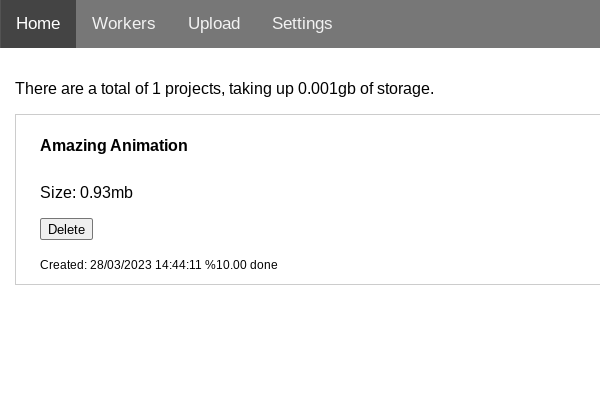 Home Workers Upload Settings
There are a total of 1 projects, taking up 0.001gb of storage.
Amazing Animation
Size: 0.93mb
Delete
Created: 28/03/2023 14:44:11 %10.00 done